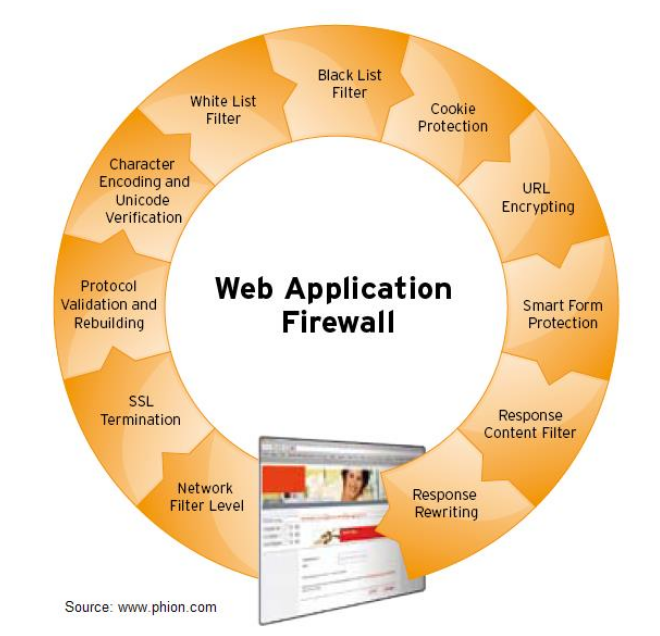 Black List
Filter
White List
Filter
Cookie
Protection
Character
Encoding and
Unicode
Verification
URL
Encrypting
Protocol
Validation and
Rebuilding
Web Application
Firewall
Smart Form
Protection
SSL
Termination
Response
Content Filter
Network
Filter Level
Response
Rewriting
Source: www.phion.com